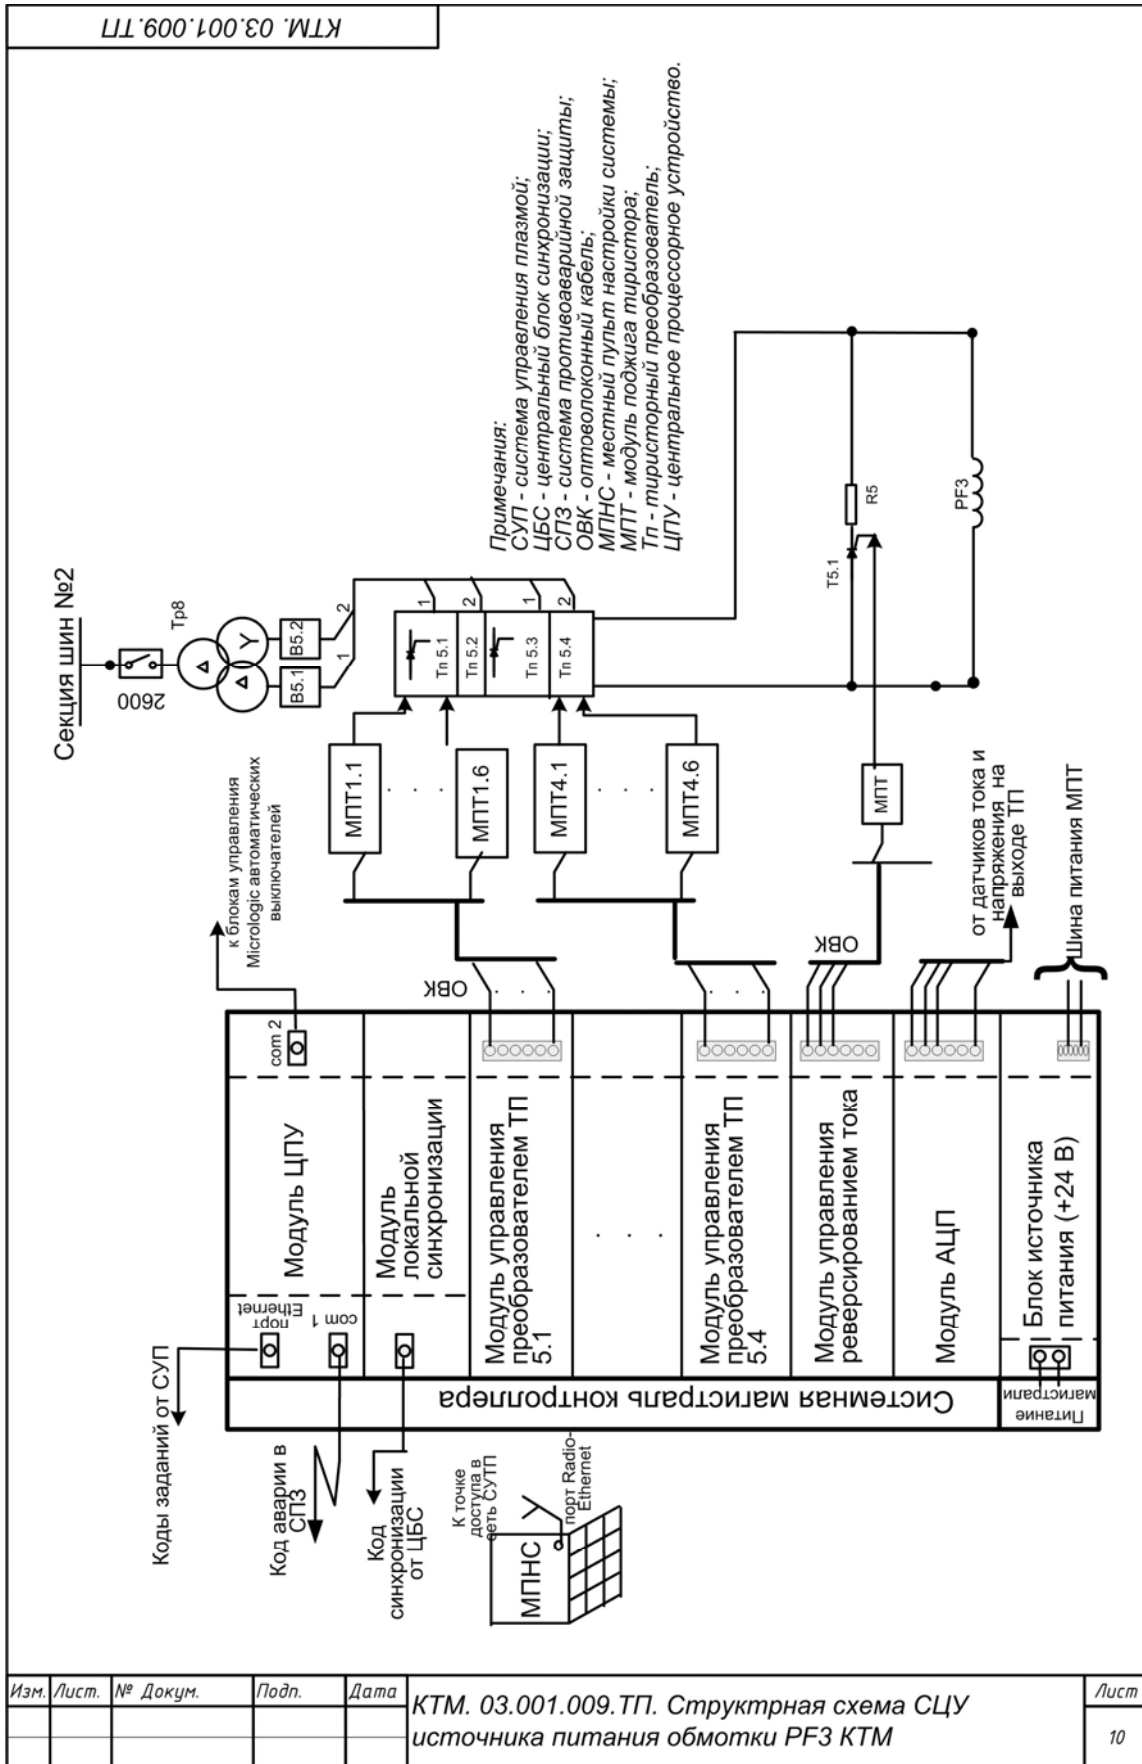 КТМ. 03.001.009.ТП
Секция шин №2
2600
Тр8
В5.1
В5.2
1
2
Примечания:
СУП - система управления плазмой;
ЦБС - центральный блок синхронизации;
СПЗ - система противоаварийной защиты;
ОВК - оптоволоконный кабель;
МПНС - местный пульт настройки системы;
МПТ - модуль поджига тиристора;
Тп - тиристорный преобразователь;
ЦПУ - центральное процессорное устройство.
Тп 5.1
Тп 5.2
Тп 5.3
Тп 5.4
1
2
1
2
МПТ1.1
. . .
МПТ1.6
МПТ4.1
. . .
МПТ4.6
МПТ
Т5.1
R5
PF3
к блокам управления
Micrologic автоматических
выключателей
ОВК
ОВК
от датчиков тока и
напряжения на
выходе ТП
Шина питания МПТ
com 2
Модуль ЦПУ
порт
Ethernet
com 1
Модуль
локальной
синхронизации
Модуль управления
преобразователем ТП
5.1
. . .
Модуль управления
преобразователем ТП
5.4
Модуль управления
реверсированием тока
Модуль АЦП
Блок источника
питания (+24 В)
Системная магистраль контроллера
Питание
магистрали
Коды заданий от СУП
Код аварии в
СПЗ
Код
синхронизации
от ЦБС
К точке
доступа в
сеть СУТП
порт Radio-
Ethernet
МПНС
Изм. Лист. № Докум. Подп. Дата
КТМ. 03.001.009.ТП. Структрная схема СЦУ
источника питания обмотки PF3 КТМ
Лист
10